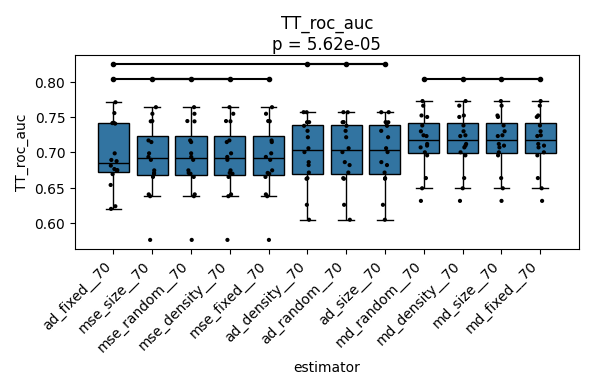 TT_roc_auc
p = 5.62e-05
TT_roc_auc
0.80
0.75
0.70
0.65
0.60
ad_fixed__70
mse_size__70
mse_random__70
mse_density__70
mse_fixed__70
ad_density__70
ad_random__70
ad_size__70
md_random__70
md_density__70
md_size__70
md_fixed__70
estimator